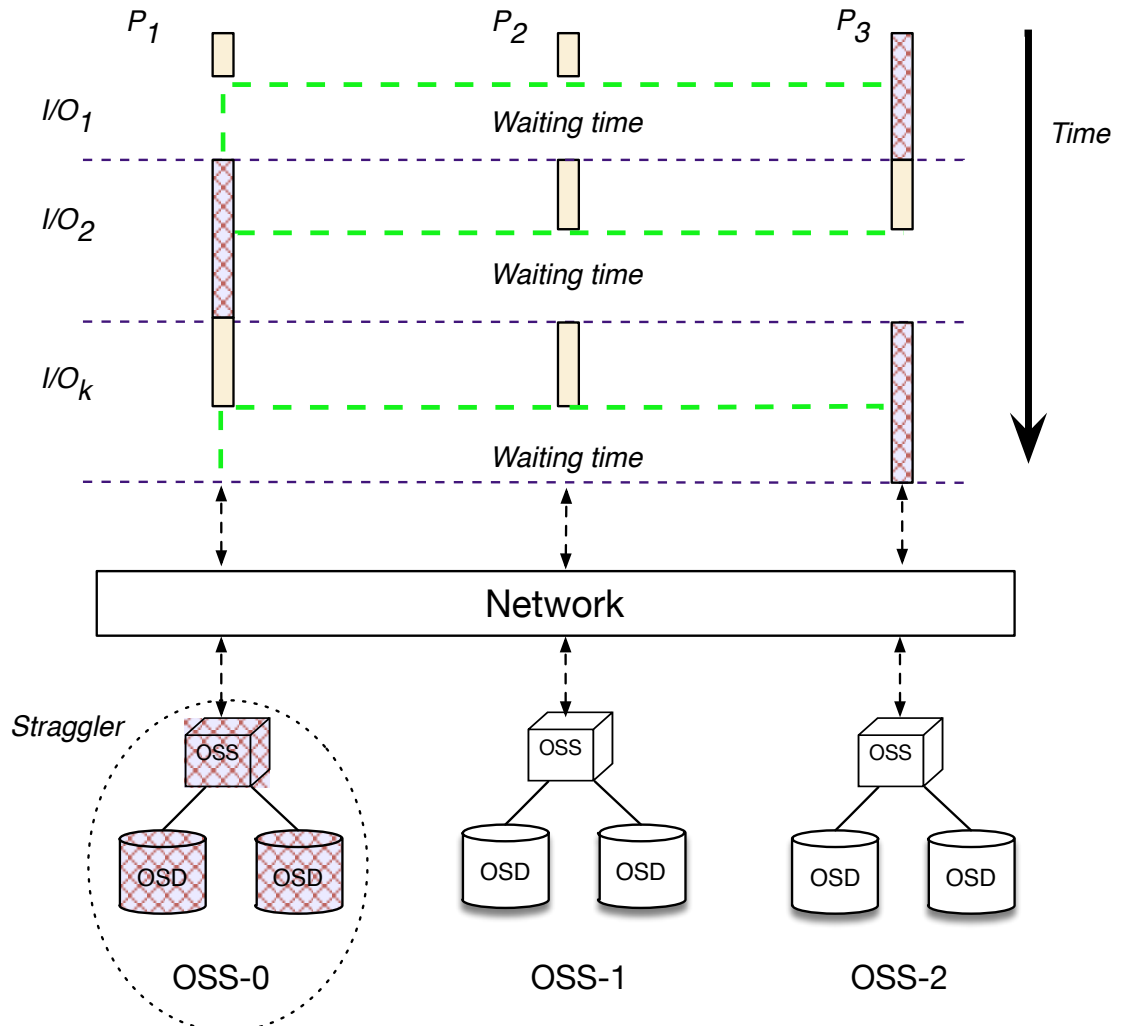 P1 P2 P3
I/O1
Waiting time
Time
I/O2
Waiting time
I/Ok
Waiting time
Network
Straggler
OSS OSS OSS
OSD OSD OSD OSD OSD OSD
OSS-0 OSS-1 OSS-2